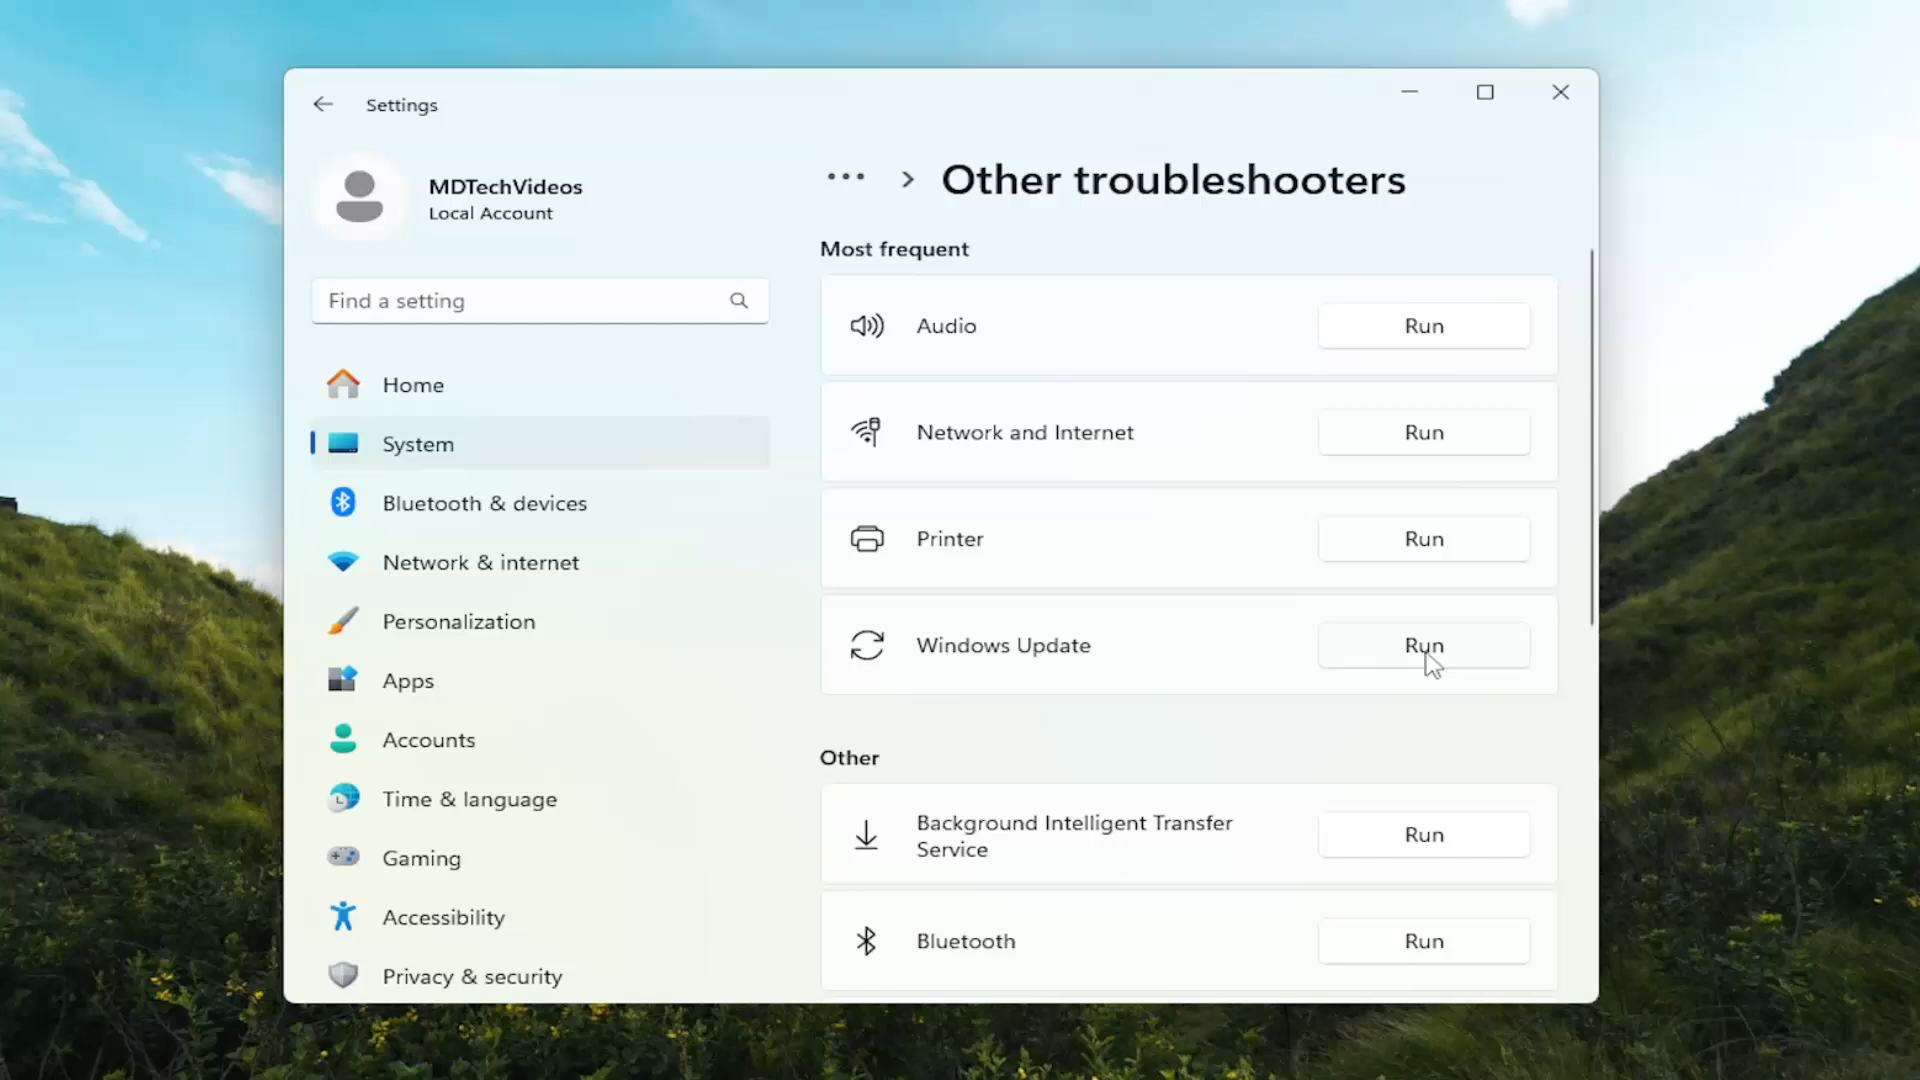 Settings
MDTechVideos
Local Account
Find a setting
Home
System
Bluetooth & devices
Network & internet
Personalization
Apps
Accounts
Time & language
Gaming
Accessibility
Privacy & security
Other troubleshooters
Most frequent
Audio Run
Network and Internet Run
Printer Run
Windows Update Run
Other
Background Intelligent Transfer
Service Run
Bluetooth Run